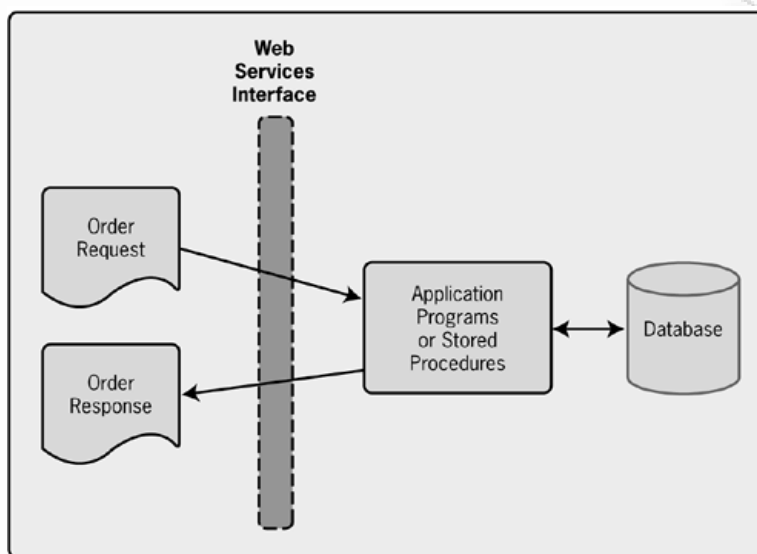 Web
Services
Interface
Order
Request
Application
Programs
or Stored
Procedures
Database
Order
Response